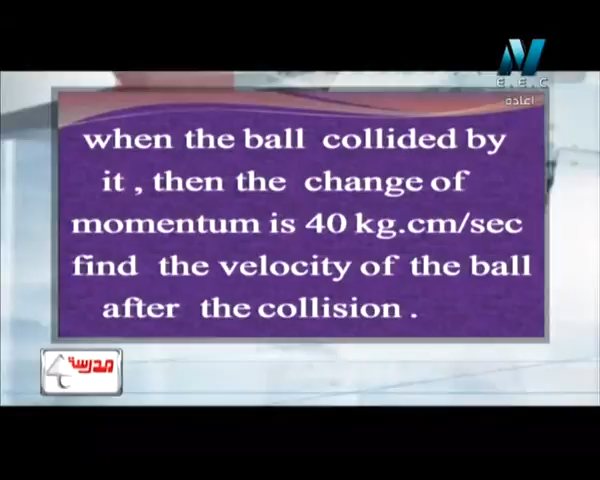 E. E. C
اعادة
when the ball collided by
it , then the change of
momentum is 40 kg.cm/sec
find the velocity of the ball
after the collision .
مدرسة